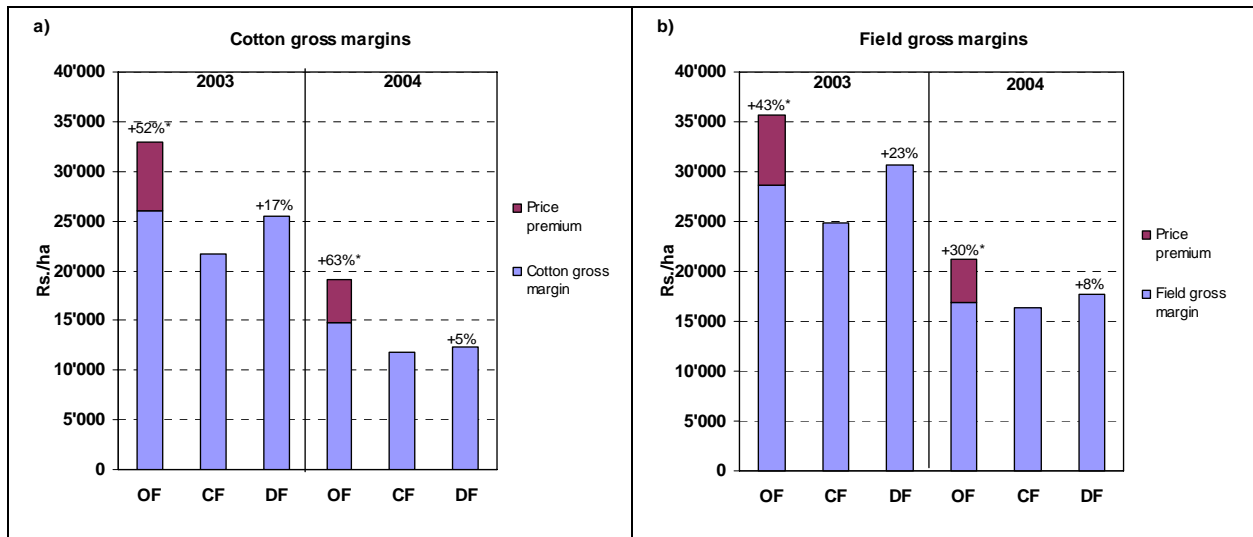 a)
Cotton gross margins
40'000
35'000
30'000
25'000
20'000
15'000
10'000
5'000
0
Rs./ha
2003
2004
+52%*
+17%
+63%*
+5%
OF CF DF OF CF DF
Price
premium
Cotton gross
margin
b)
Field gross margins
40'000
35'000
30'000
25'000
20'000
15'000
10'000
5'000
0
2003
2004
+43%*
+23%
+30%*
+8%
OF CF DF OF CF DF
Price
premium
Field gross
margin